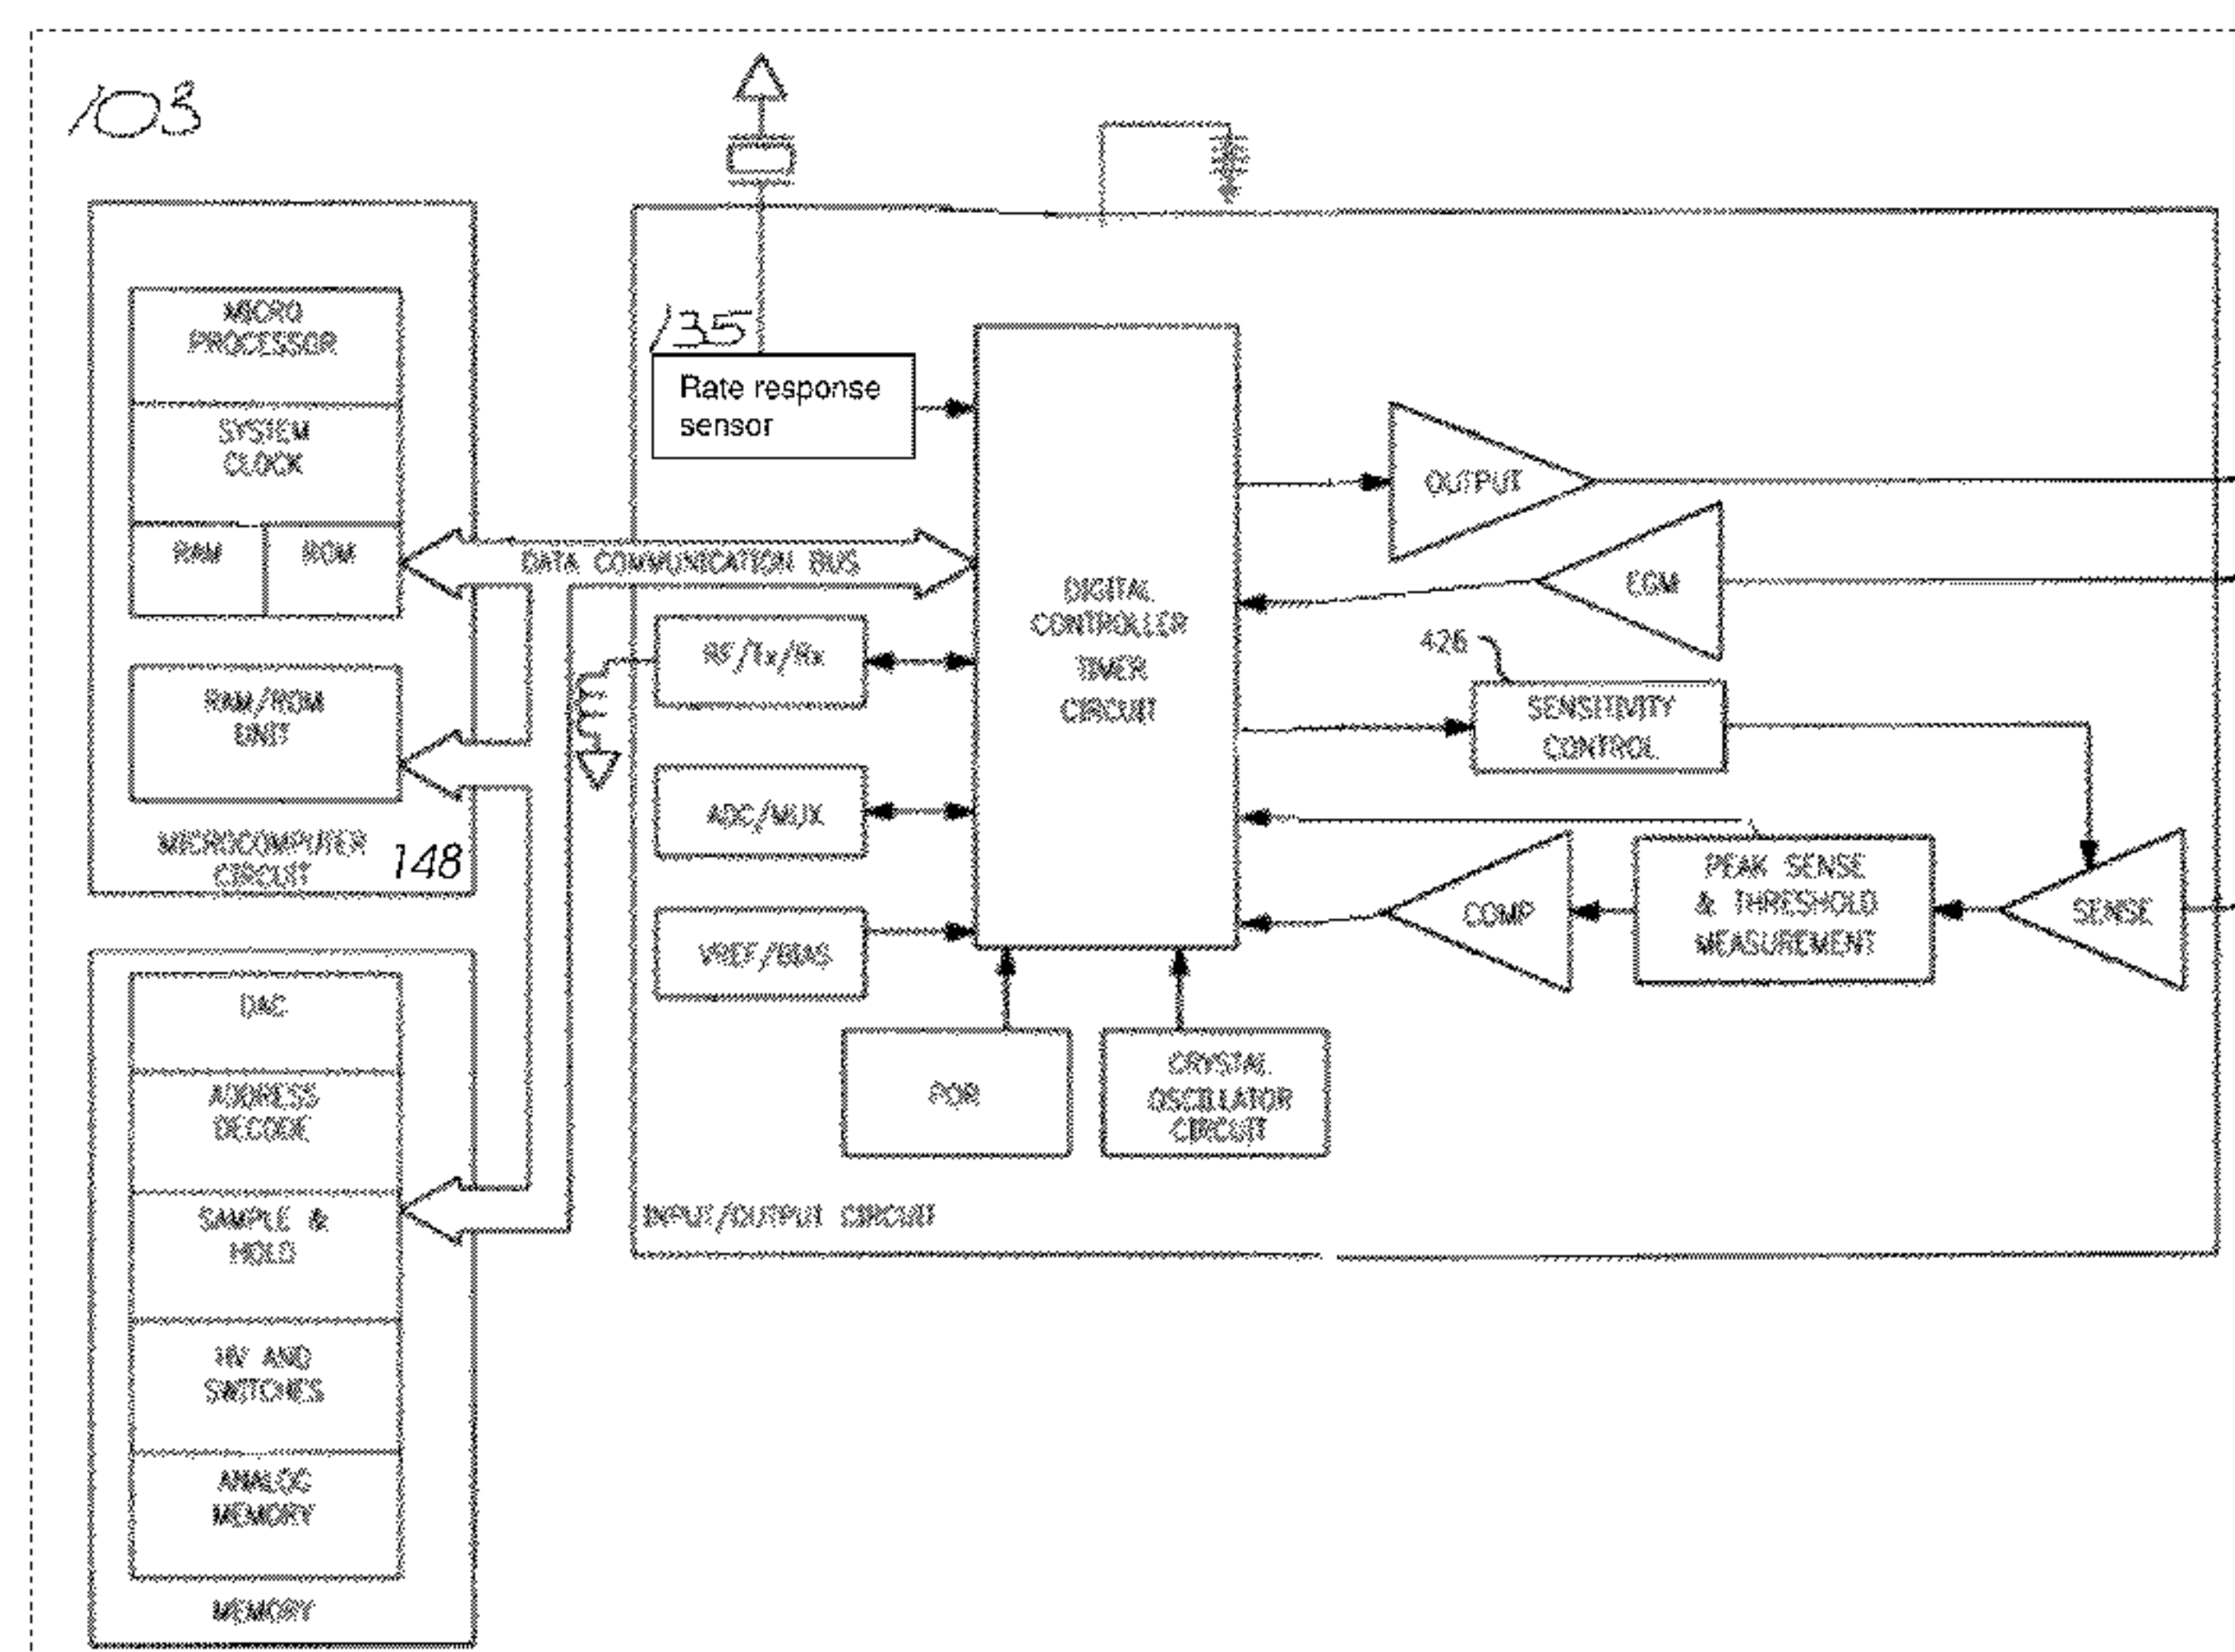 103
MICRO
PROCESSOR
SYSTEM
CLOCK
RAM
ROM
RAM/ROM
UNIT
MICROCOMPUTER
CIRCUIT
148
DAC
ADDRESS
DECODE
SAMPLE &
HOLD
HV AND
SWITCHES
ANALOG
MEMORY
MEMORY
DATA COMMUNICATION BUS
135
Rate response
sensor
RF/Tx/Rx
ADC/MUX
VREF/BIAS
POR
CRYSTAL
OSCILLATOR
CIRCUIT
INPUT/OUTPUT CIRCUIT
DIGITAL
CONTROLLER
TIMER
CIRCUIT
OUTPUT
EGM
426
SENSITIVITY
CONTROL
COMP
PEAK SENSE
& THRESHOLD
MEASUREMENT
SENSE